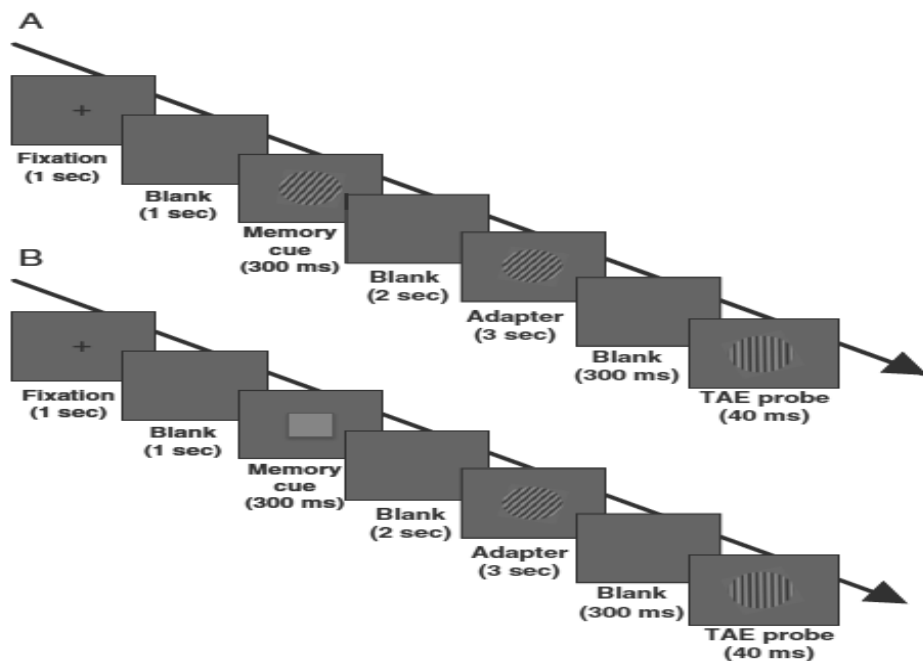 A
Fixation
(1 sec)
Blank
(1 sec)
Memory
cue
(300 ms)
Blank
(2 sec)
Adapter
(3 sec)
Blank
(300 ms)
TAE probe
(40 ms)
B
Fixation
(1 sec)
Blank
(1 sec)
Memory
cue
(300 ms)
Blank
(2 sec)
Adapter
(3 sec)
Blank
(300 ms)
TAE probe
(40 ms)